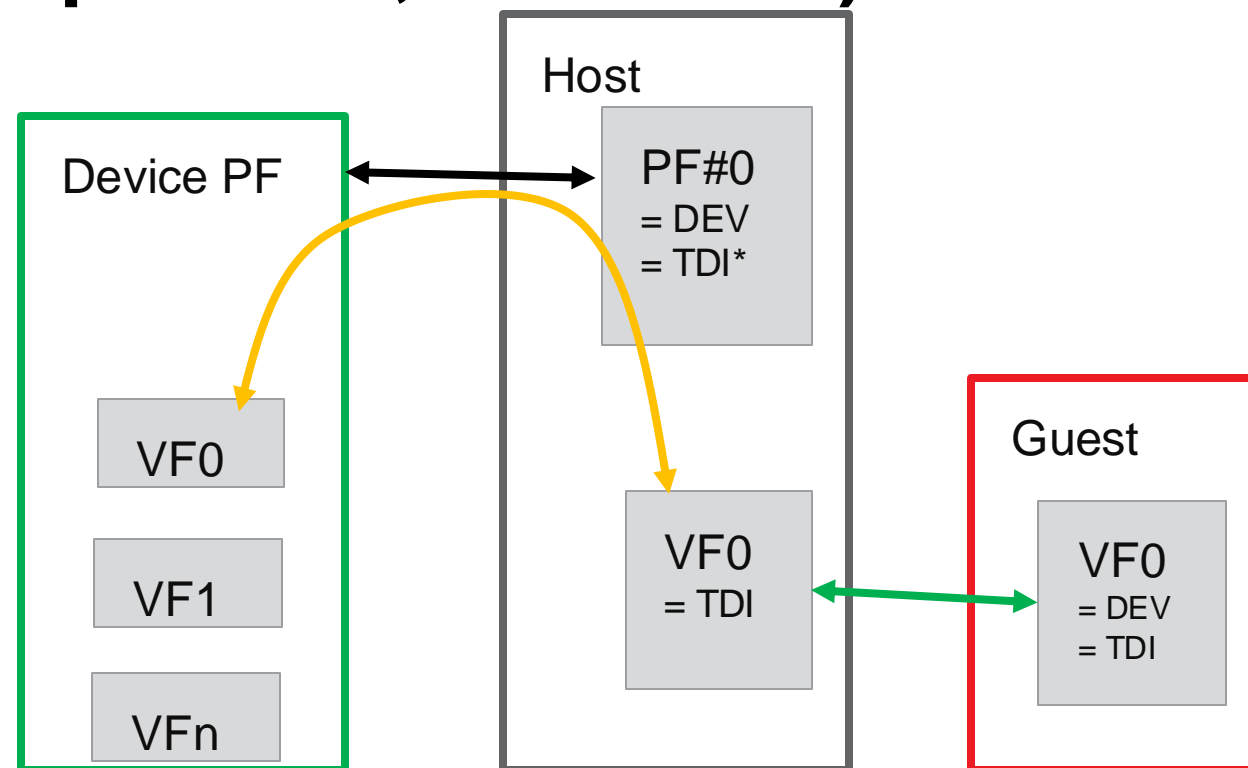 Host
PF#0
= DEV
= TDI*
Device PF
VF0
VF1
VFn
VF0
= TDI
Guest
VF0
= DEV
= TDI